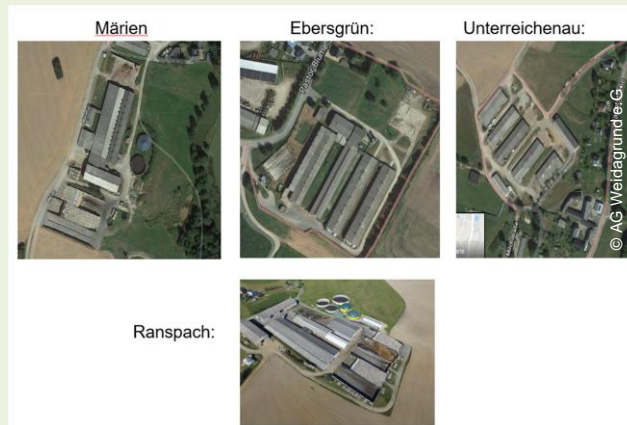 Märien
Ebersgrün:
Unterreichenau:
Ranspach:
© AG Weidagrund e.G.